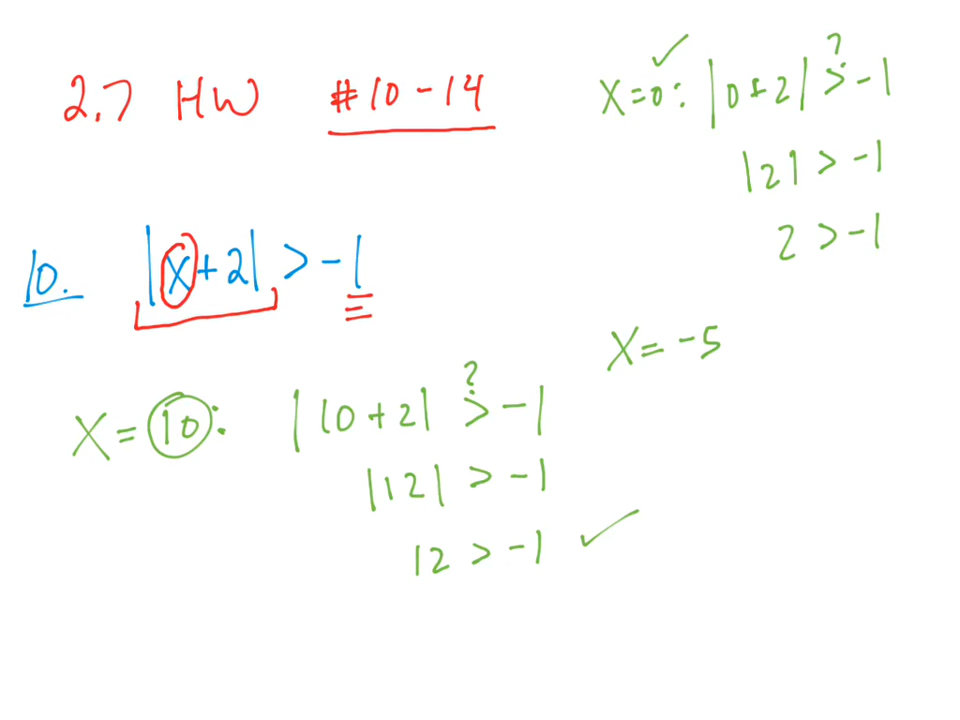 2.7 HW #10-14
10. |x+2| > -1
X = 10: |10+2| >? -1
|12| > -1
12 > -1 ✓
X=0: ✓ |0+2| >? -1
|2| > -1
2 > -1
X = -5